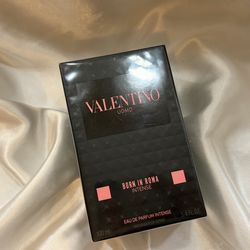 VALENTINO
UOMO
BORN IN ROMA
INTENSE
EAU DE PARFUM INTENSE